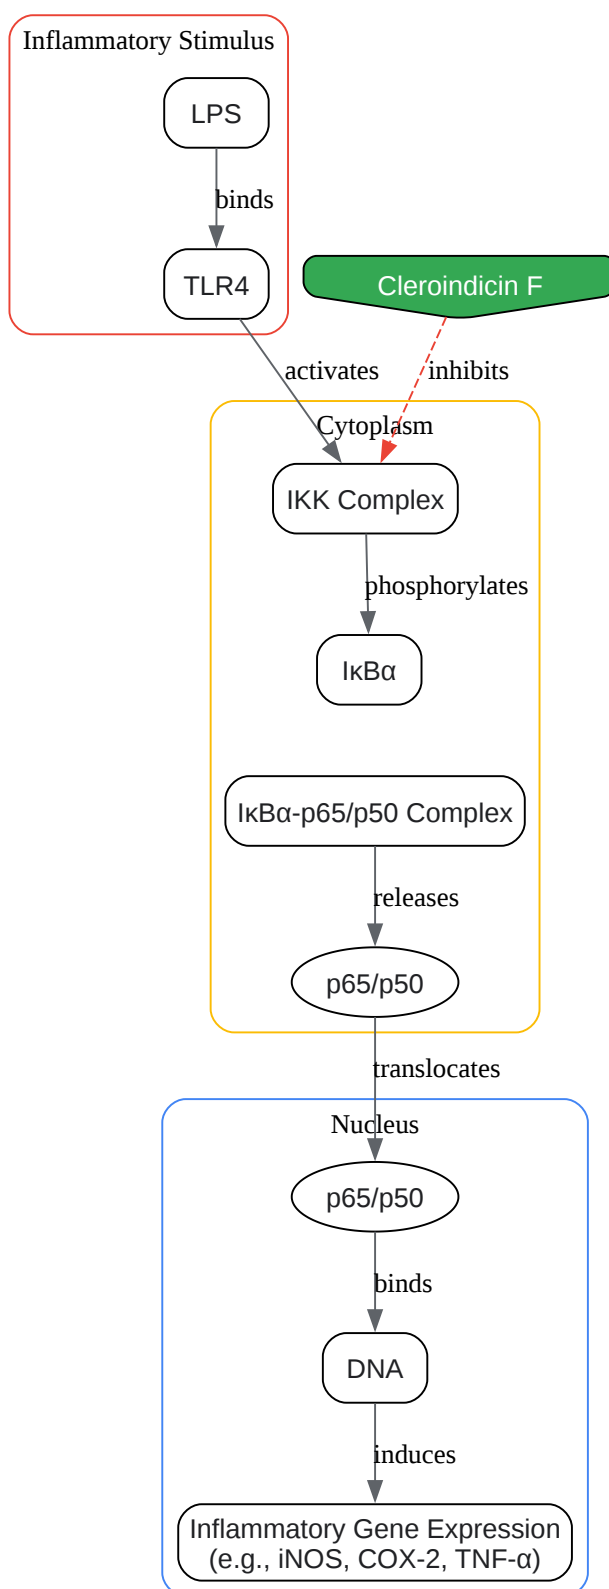 Inflammatory Stimulus
LPS
binds
TLR4
Cleroindicin F
activates
inhibits
Cytoplasm
IKK Complex
phosphorylates
IκBα
IκBα-p65/p50 Complex
releases
p65/p50
translocates
Nucleus
p65/p50
binds
DNA
induces
Inflammatory Gene Expression
(e.g., iNOS, COX-2, TNF-α)